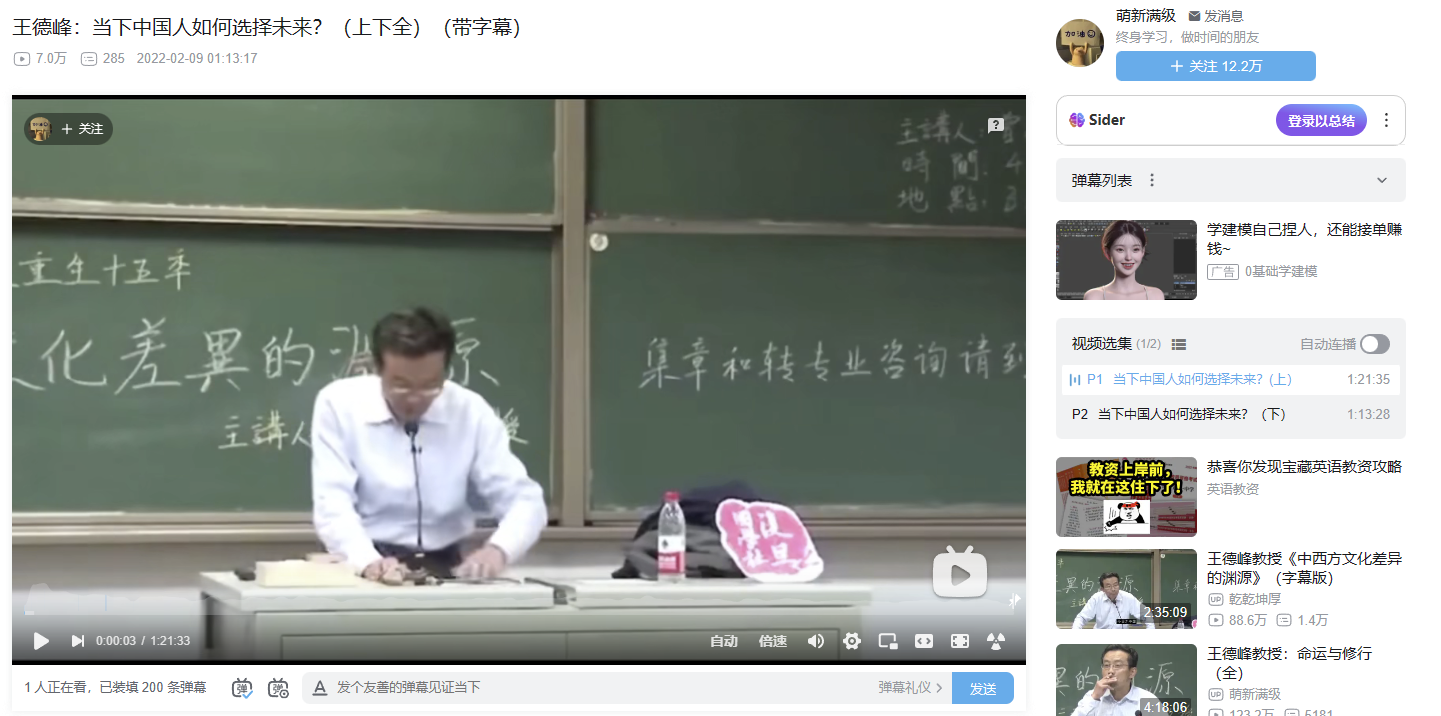 王德峰：当下中国人如何选择未来？（上下全）（带字幕）
7.0万 285 2022-02-09 01:13:17
关注
?
主講人:
時 間: 4
地 點: 3
重生十五季
化差異的源
主講人
集章和转专业咨询请到
0:00:03 / 1:21:33
自动 倍速
1 人正在看，已装填 200 条弹幕
弹 弹
发个友善的弹幕见证当下
弹幕礼仪 发送
萌新满级 发消息
终身学习，做时间的朋友
加油
+ 关注 12.2万
Sider
登录以总结
弹幕列表
学建模自己捏人，还能接单赚钱~
广告 0基础学建模
视频选集 (1/2) 自动连播
P1 当下中国人如何选择未来？(上) 1:21:35
P2 当下中国人如何选择未来？（下） 1:13:28
教资上岸前，
我就在这住下了！
恭喜你发现宝藏英语教资攻略
英语教资
2:35:09
王德峰教授《中西方文化差异
的渊源》（字幕版）
UP 乾乾坤厚
88.6万 1.4万
4:18:06
王德峰教授：命运与修行
（全）
UP 萌新满级
123.2万 5181